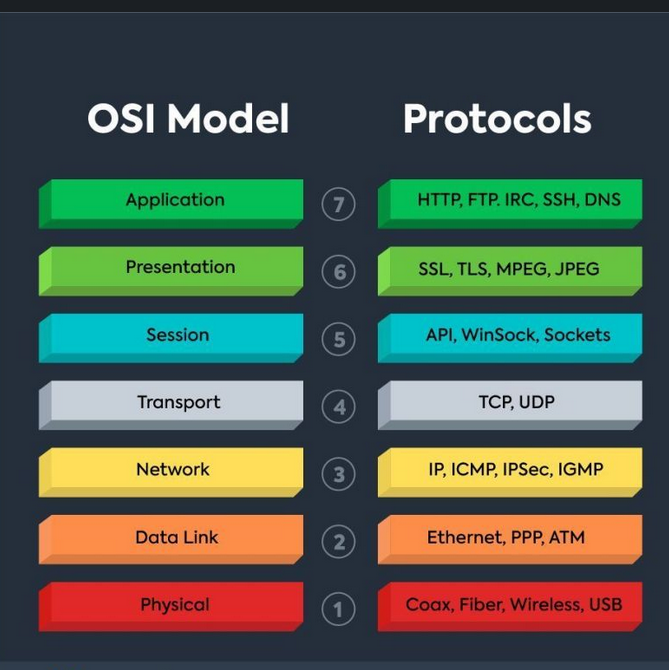 OSI Model
Protocols
Application
7
HTTP, FTP. IRC, SSH, DNS
Presentation
6
SSL, TLS, MPEG, JPEG
Session
5
API, WinSock, Sockets
Transport
4
TCP, UDP
Network
3
IP, ICMP, IPSec, IGMP
Data Link
2
Ethernet, PPP, ATM
Physical
1
Coax, Fiber, Wireless, USB